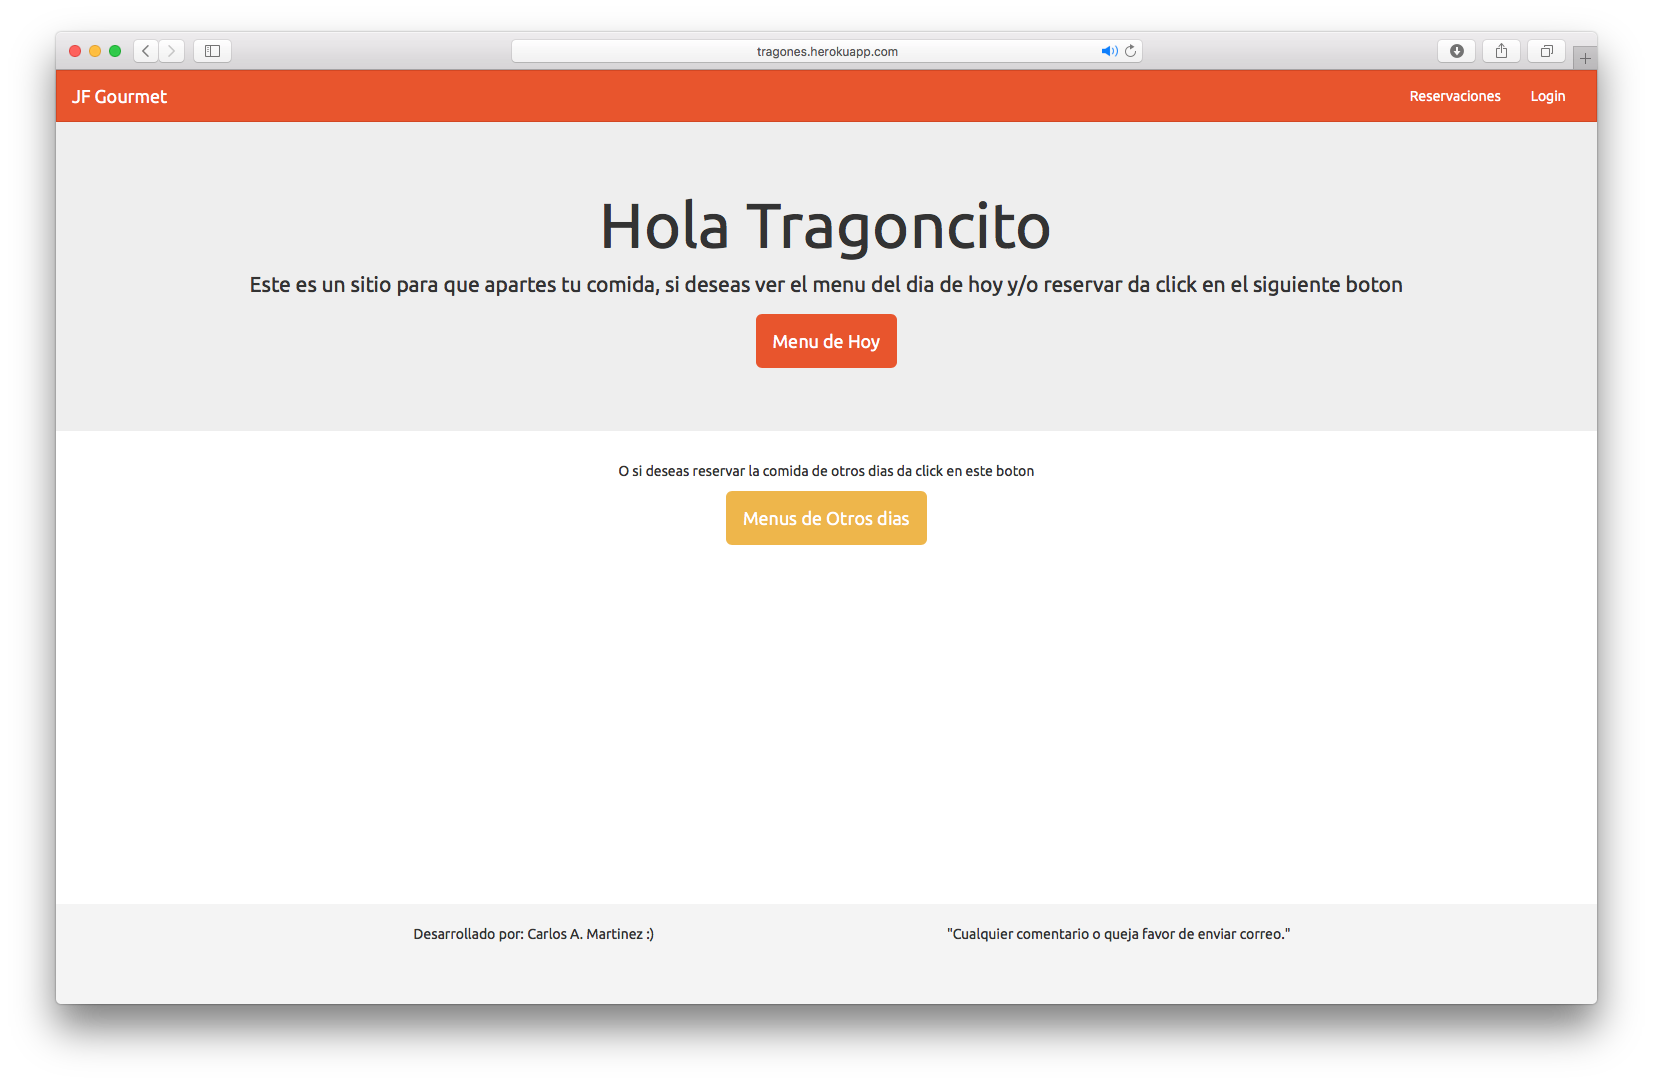 tragones.herokuapp.com
JF Gourmet
Reservaciones
Login
Hola Tragoncito
Este es un sitio para que apartes tu comida, si deseas ver el menu del dia de hoy y/o reservar da click en el siguiente boton
Menu de Hoy
O si deseas reservar la comida de otros dias da click en este boton
Menus de Otros dias
Desarrollado por: Carlos A. Martinez :)
"Cualquier comentario o queja favor de enviar correo."